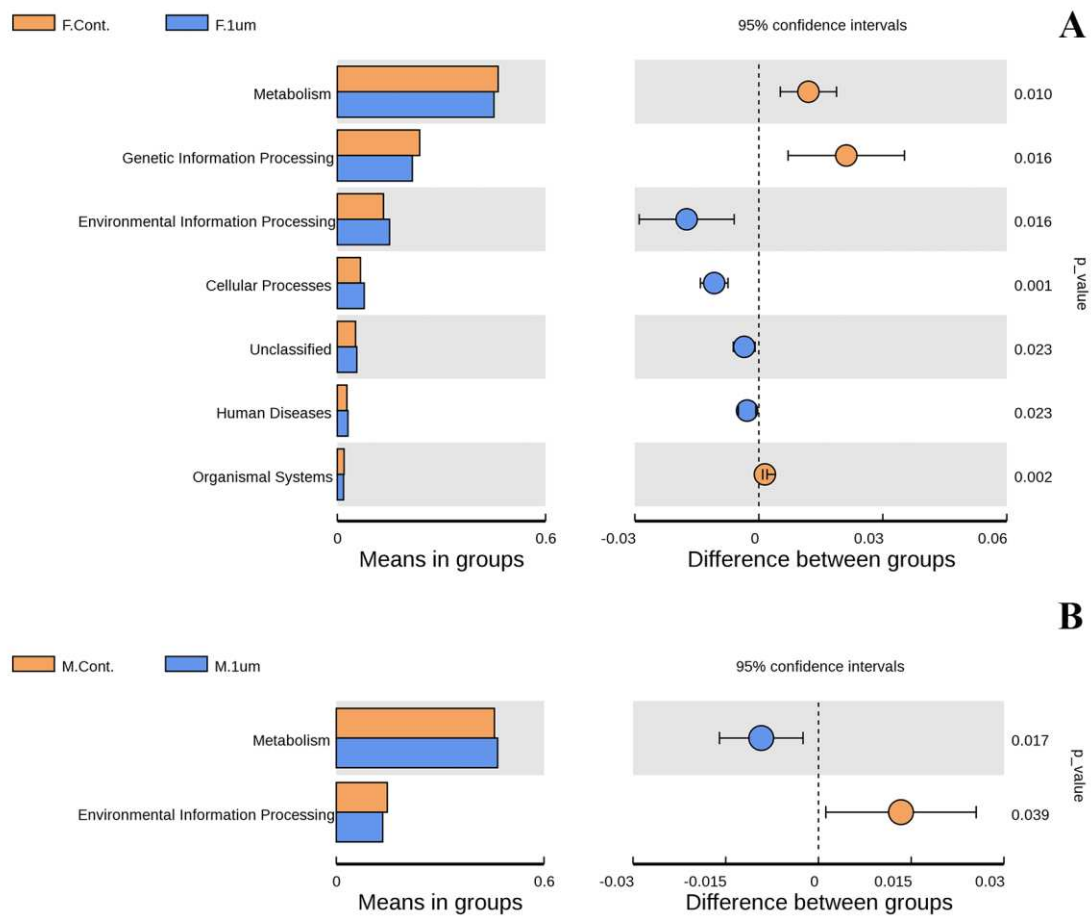 F.Cont. F.1um 95% confidence intervals A
Metabolism 0.010
Genetic Information Processing 0.016
Environmental Information Processing 0.016
Cellular Processes 0.001
Unclassified 0.023
Human Diseases 0.023
Organismal Systems 0.002
p_value
0 0.6 -0.03 0 0.03 0.06
Means in groups Difference between groups
B
M.Cont. M.1um 95% confidence intervals
Metabolism 0.017
Environmental Information Processing 0.039
p_value
0 0.6 -0.03 -0.015 0 0.015 0.03
Means in groups Difference between groups